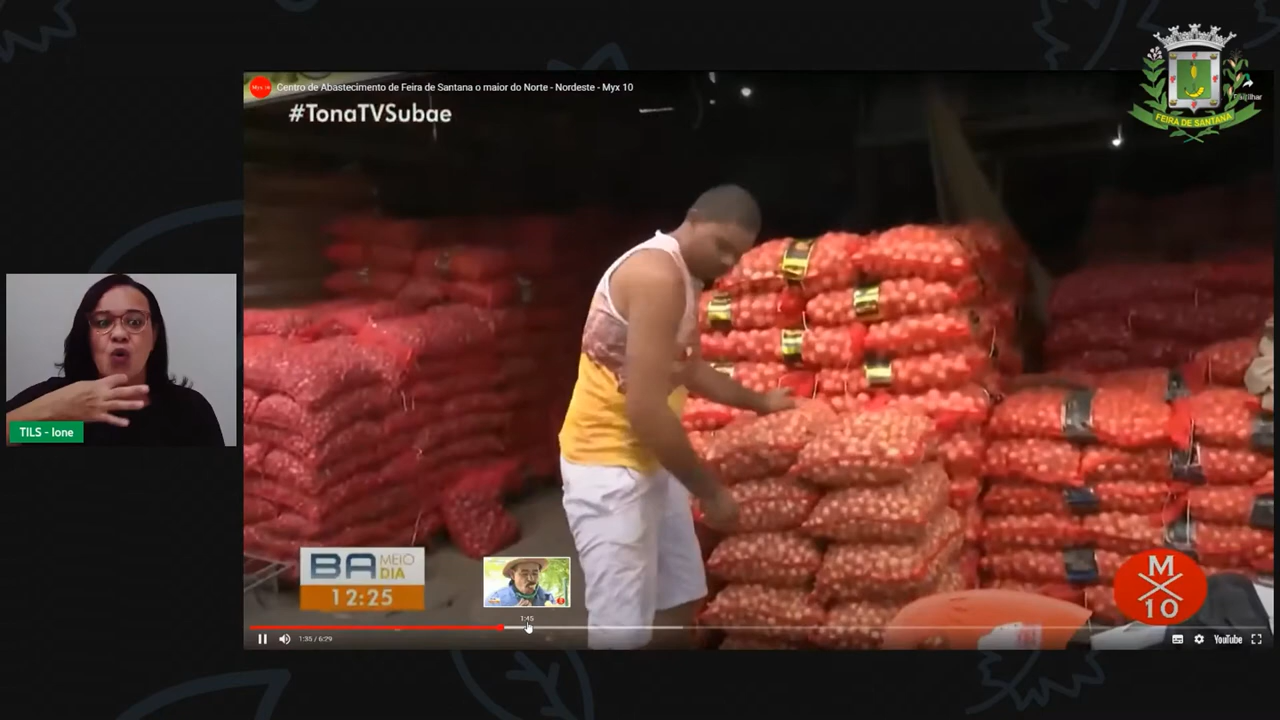 Centro de Abastecimento de Feira de Santana o maior do Norte - Nordeste - Myx 10
#TonaTVSubae
FEIRA DE SANTANA
TILS - Ione
BA MEIO DIA
12:25
M
X
10
1:45
1:35 / 6:29
YouTube